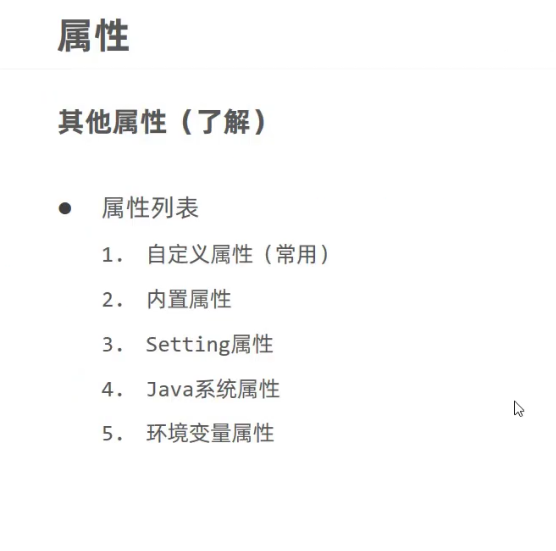 属性
其他属性（了解）
● 属性列表
1. 自定义属性（常用）
2. 内置属性
3. Setting属性
4. Java系统属性
5. 环境变量属性